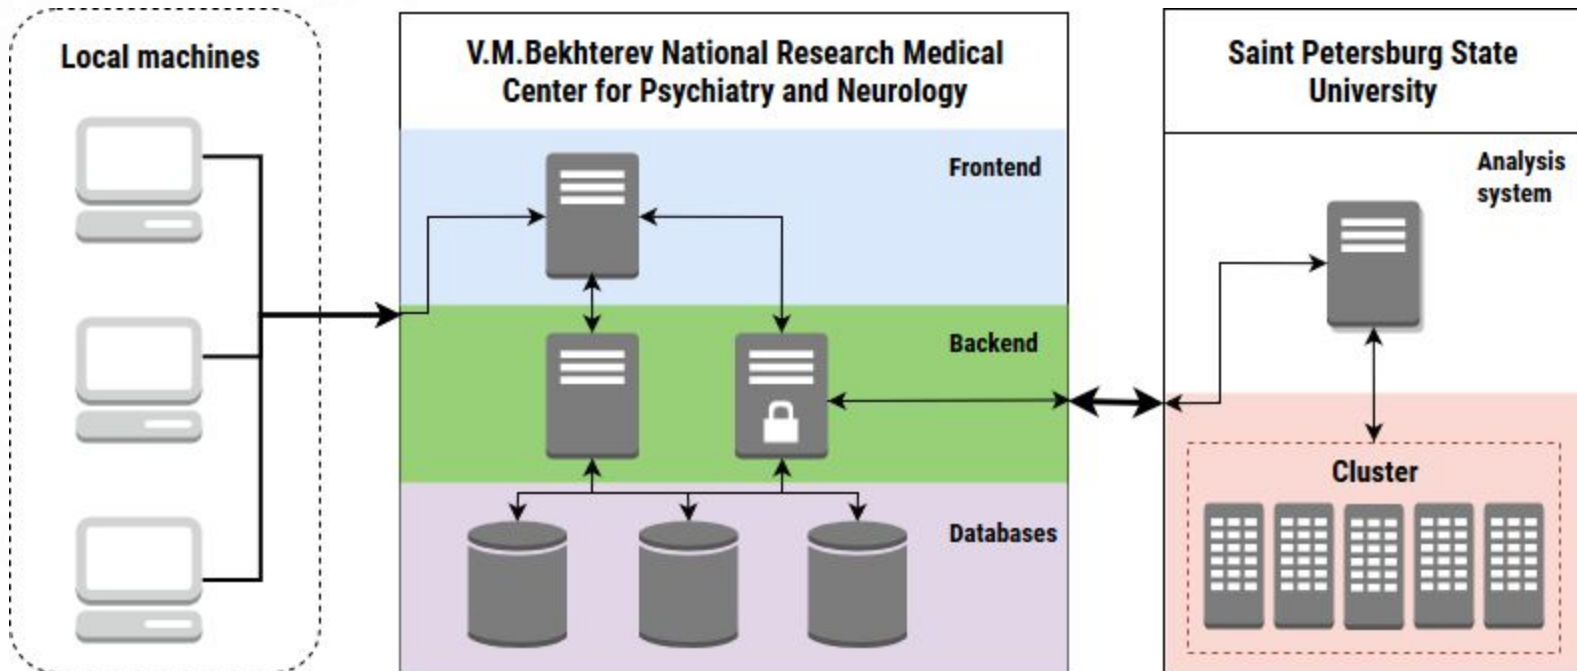 Local machines
V.M.Bekhterev National Research Medical
Center for Psychiatry and Neurology
Frontend
Backend
Databases
Saint Petersburg State
University
Analysis
system
Cluster